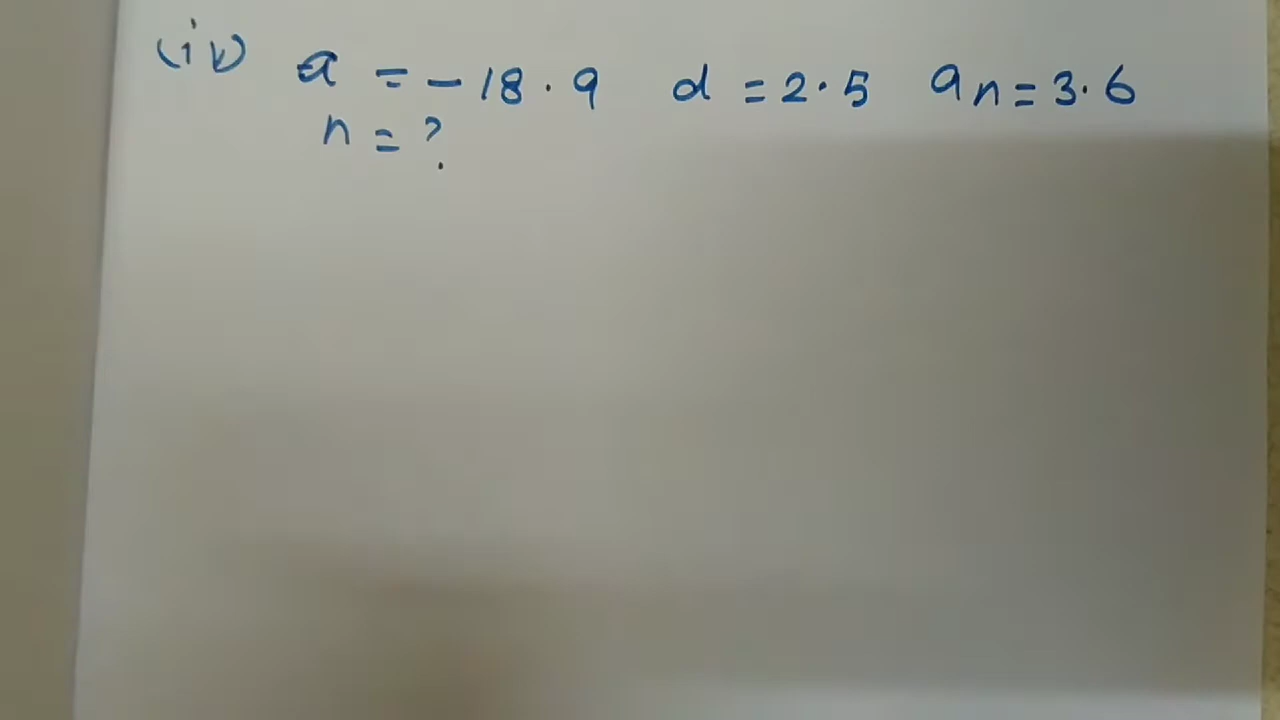 (iv) a = -18.9 d = 2.5 an = 3.6
n = ?